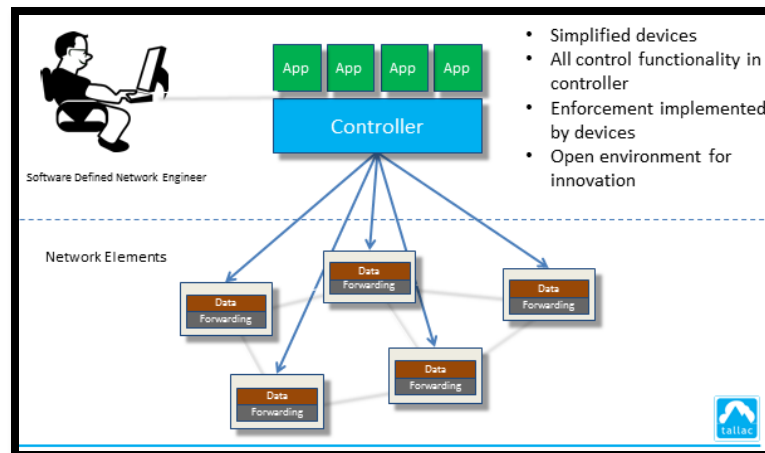 • Simplified devices
• All control functionality in
controller
• Enforcement implemented
by devices
• Open environment for
innovation
App App App App
Controller
Software Defined Network Engineer
Network Elements
Data
Forwarding
Data
Forwarding
Data
Forwarding
Data
Forwarding
Data
Forwarding
tallac